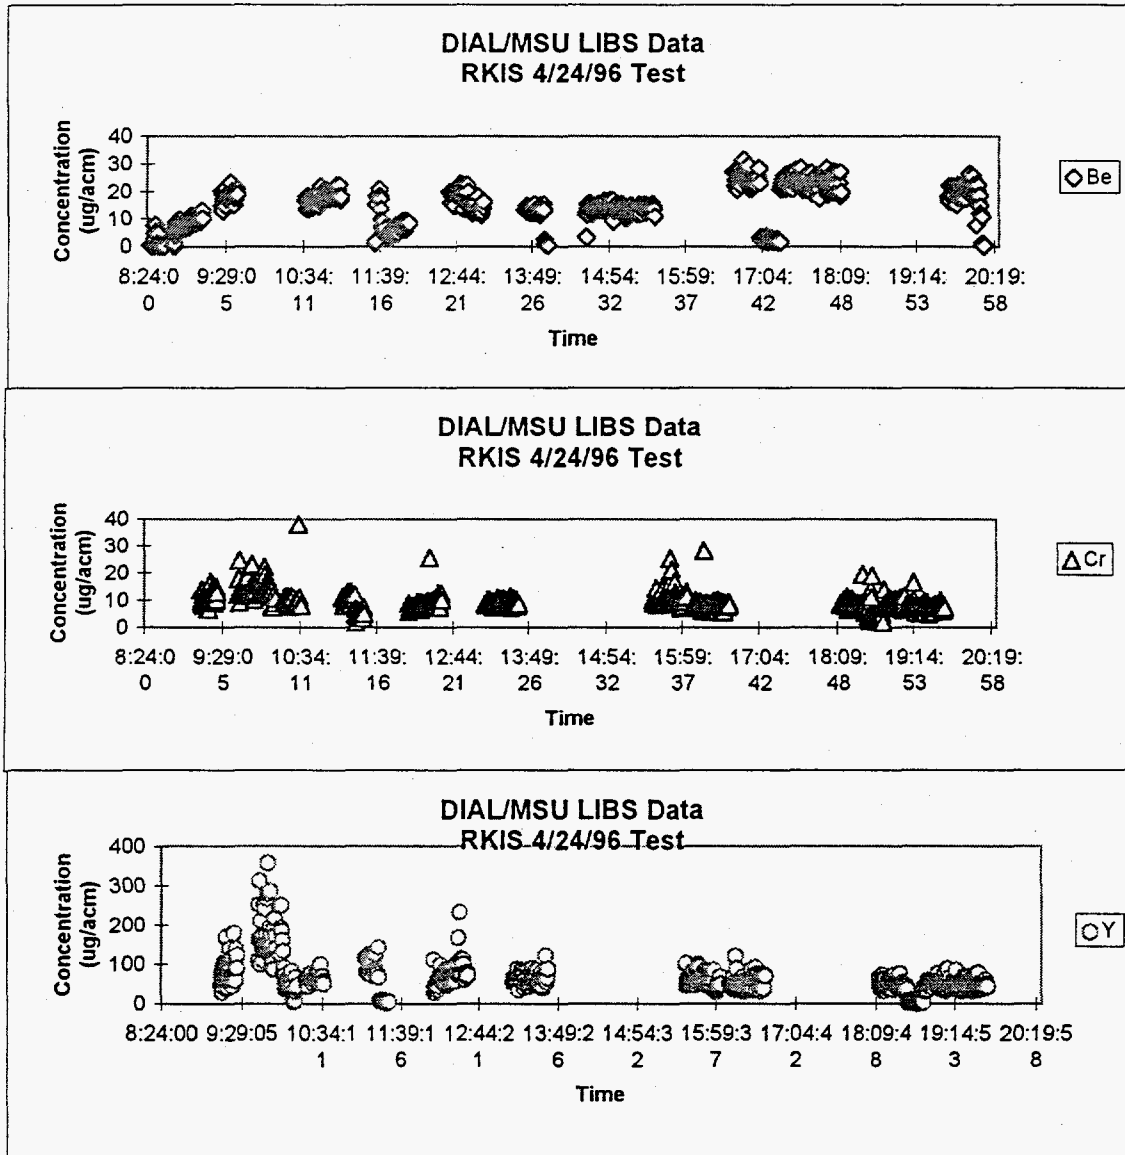 DIAL/MSU LIBS Data
RKIS 4/24/96 Test
Concentration
(ug/acm)
40
30
20
10
0
8:24:0 9:29:0 10:34: 11:39: 12:44: 13:49: 14:54: 15:59: 17:04: 18:09: 19:14: 20:19:
0 5 11 16 21 26 32 37 42 48 53 58
Time
Be
DIAL/MSU LIBS Data
RKIS 4/24/96 Test
Concentration
(ug/acm)
40
30
20
10
0
8:24:0 9:29:0 10:34: 11:39: 12:44: 13:49: 14:54: 15:59: 17:04: 18:09: 19:14: 20:19:
0 5 11 16 21 26 32 37 42 48 53 58
Time
Cr
DIAL/MSU LIBS Data
RKIS 4/24/96 Test
Concentration
(ug/acm)
400
300
200
100
0
8:24:00 9:29:05 10:34:1 11:39:1 12:44:2 13:49:2 14:54:3 15:59:3 17:04:4 18:09:4 19:14:5 20:19:5
1 6 1 6 2 7 2 8 3 8
Time
Y